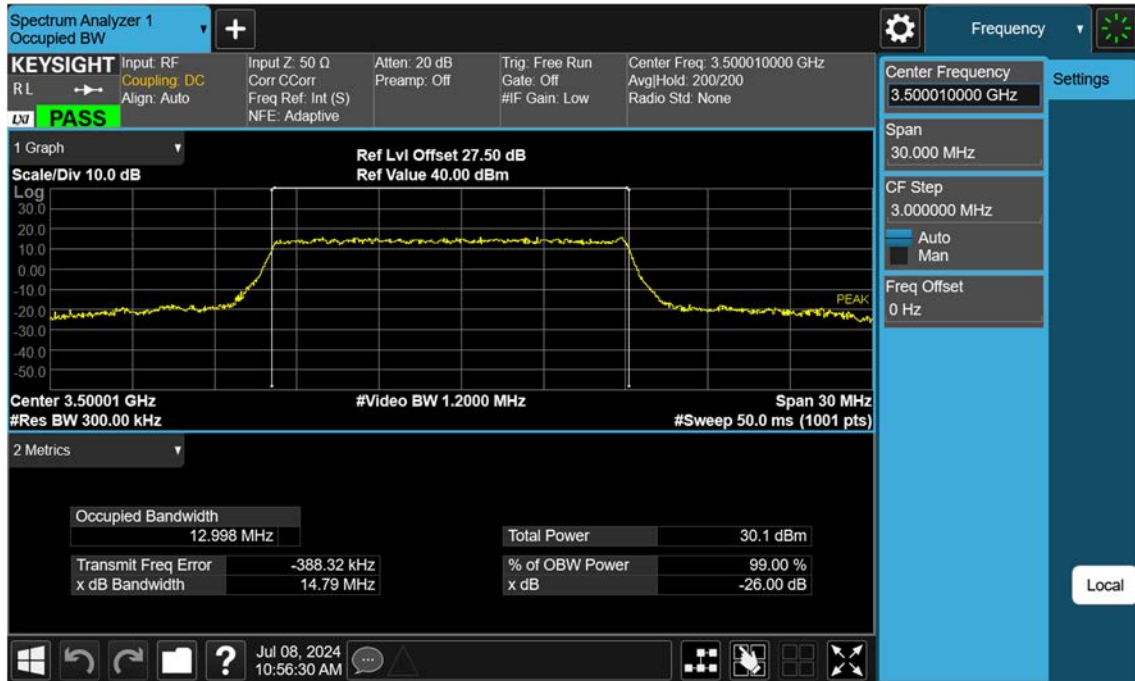 Spectrum Analyzer 1
Occupied BW
Frequency
KEYSIGHT
R L
LXI
PASS
Input: RF
Coupling: DC
Align: Auto
Input Z: 50 Ω
Corr CCorr
Freq Ref: Int (S)
NFE: Adaptive
Atten: 20 dB
Preamp: Off
Trig: Free Run
Gate: Off
#IF Gain: Low
Center Freq: 3.500010000 GHz
Avg|Hold: 200/200
Radio Std: None
1 Graph
Scale/Div 10.0 dB
Ref Lvl Offset 27.50 dB
Ref Value 40.00 dBm
Log
30.0
20.0
10.0
0.00
-10.0
-20.0
-30.0
-40.0
-50.0
PEAK
Center 3.50001 GHz
#Video BW 1.2000 MHz
Span 30 MHz
#Res BW 300.00 kHz
#Sweep 50.0 ms (1001 pts)
2 Metrics
Occupied Bandwidth
12.998 MHz
Total Power 30.1 dBm
Transmit Freq Error -388.32 kHz
% of OBW Power 99.00 %
x dB Bandwidth 14.79 MHz
x dB -26.00 dB
Center Frequency
3.500010000 GHz
Settings
Span
30.000 MHz
CF Step
3.000000 MHz
Auto
Man
Freq Offset
0 Hz
Local
?
Jul 08, 2024
10:56:30 AM